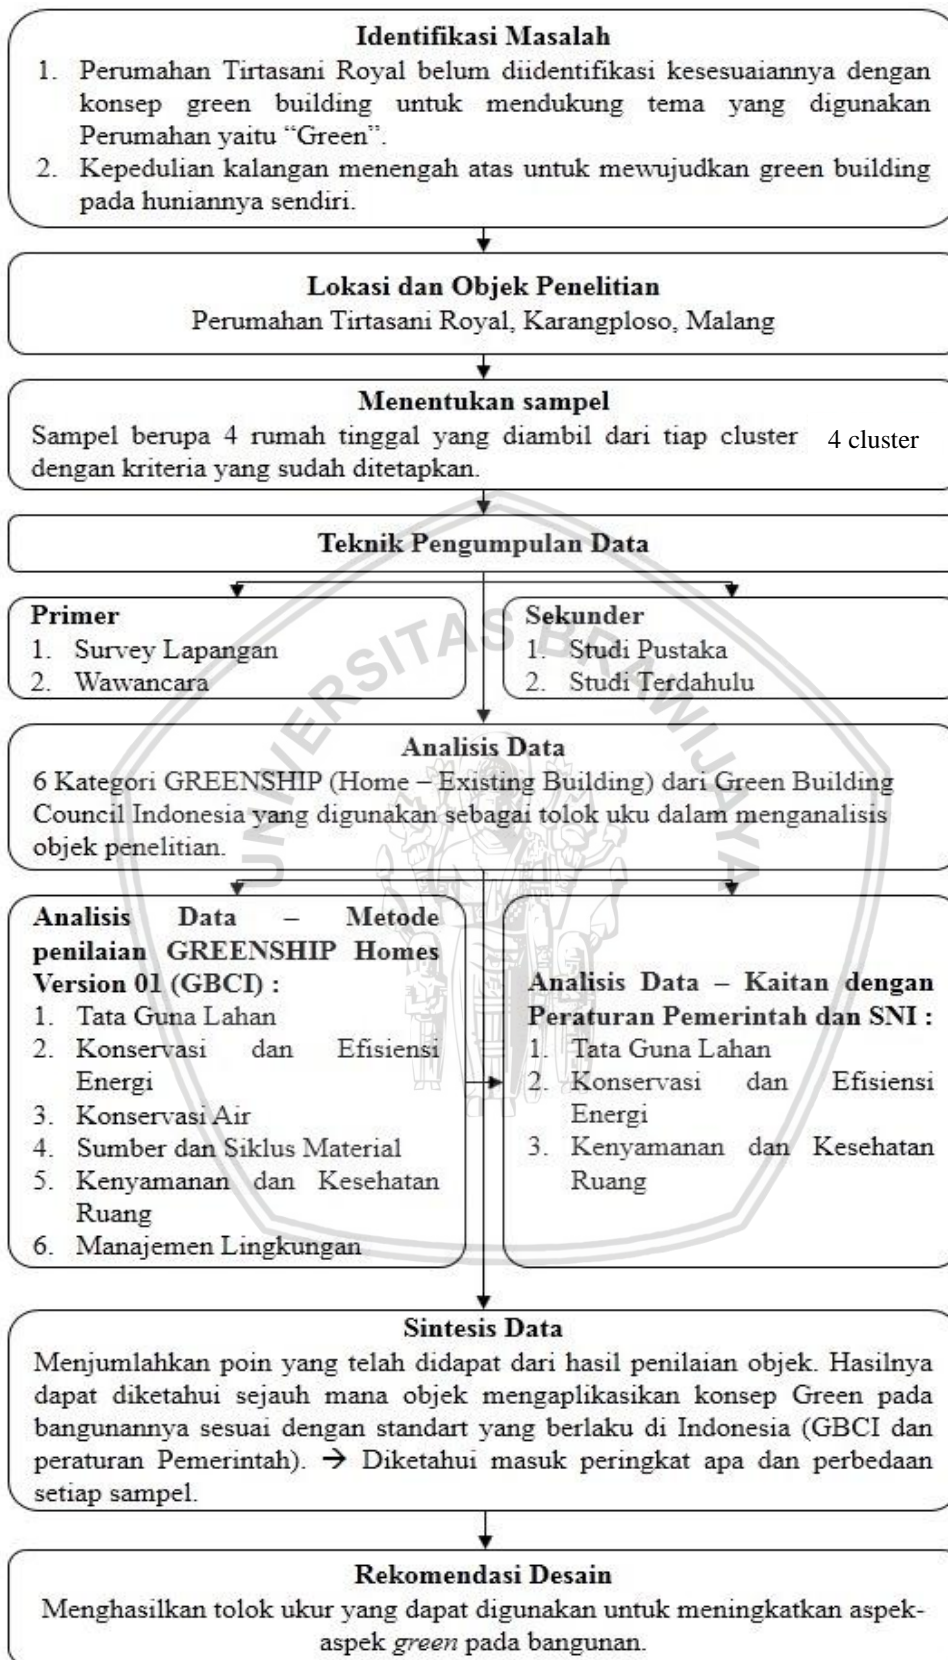 Identifikasi Masalah
1. Perumahan Tirtasani Royal belum diidentifikasi kesesuaiannya dengan
konsep green building untuk mendukung tema yang digunakan
Perumahan yaitu “Green”.
2. Kepedulian kalangan menengah atas untuk mewujudkan green building
pada huniannya sendiri.
Lokasi dan Objek Penelitian
Perumahan Tirtasani Royal, Karangploso, Malang
Menentukan sampel
Sampel berupa 4 rumah tinggal yang diambil dari tiap cluster 4 cluster
dengan kriteria yang sudah ditetapkan.
Teknik Pengumpulan Data
Primer
1. Survey Lapangan
2. Wawancara
Sekunder
1. Studi Pustaka
2. Studi Terdahulu
Analisis Data
6 Kategori GREENSHIP (Home – Existing Building) dari Green Building
Council Indonesia yang digunakan sebagai tolok uku dalam menganalisis
objek penelitian.
Analisis Data – Metode
penilaian GREENSHIP Homes
Version 01 (GBCI) :
1. Tata Guna Lahan
2. Konservasi dan Efisiensi
Energi
3. Konservasi Air
4. Sumber dan Siklus Material
5. Kenyamanan dan Kesehatan
Ruang
6. Manajemen Lingkungan
Analisis Data – Kaitan dengan
Peraturan Pemerintah dan SNI :
1. Tata Guna Lahan
2. Konservasi dan Efisiensi
Energi
3. Kenyamanan dan Kesehatan
Ruang
Sintesis Data
Menjumlahkan poin yang telah didapat dari hasil penilaian objek. Hasilnya
dapat diketahui sejauh mana objek mengaplikasikan konsep Green pada
bangunannya sesuai dengan standart yang berlaku di Indonesia (GBCI dan
peraturan Pemerintah). → Diketahui masuk peringkat apa dan perbedaan
setiap sampel.
Rekomendasi Desain
Menghasilkan tolok ukur yang dapat digunakan untuk meningkatkan aspek-
aspek green pada bangunan.
UNIVERSITAS BRAWIJAYA